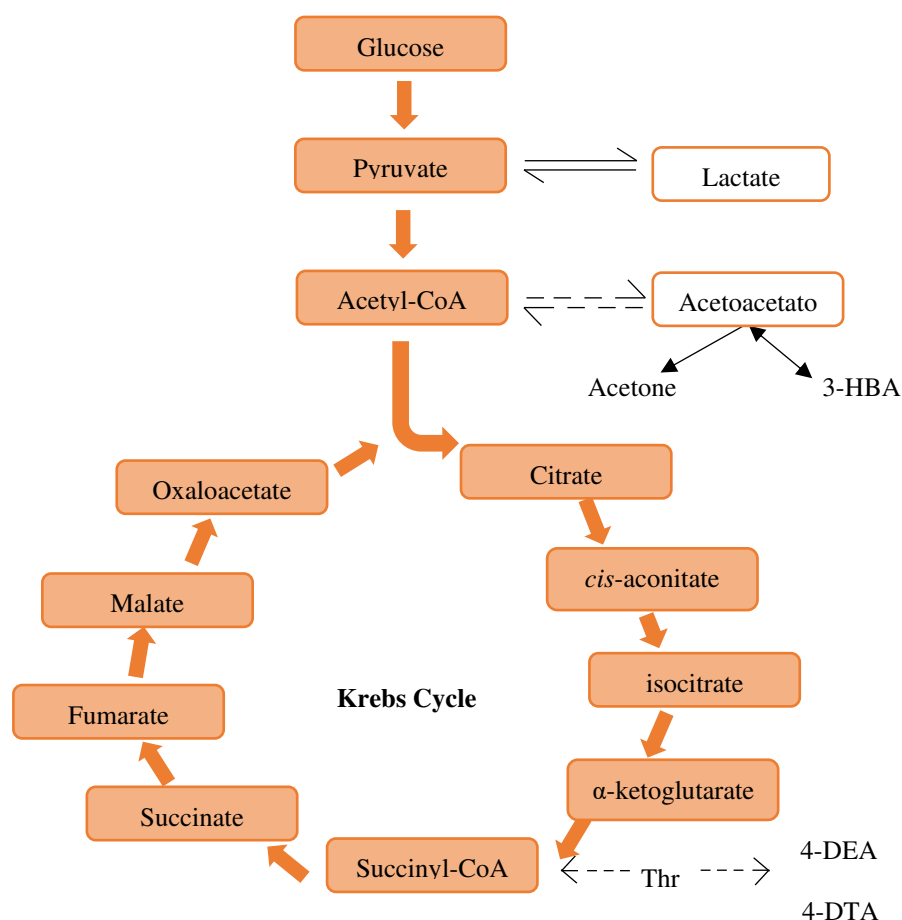 Glucose
Pyruvate
Lactate
Acetyl-CoA
Acetoacetato
Acetone
3-HBA
Citrate
Oxaloacetate
cis-aconitate
Malate
isocitrate
Krebs Cycle
Fumarate
α-ketoglutarate
Succinate
Succinyl-CoA
Thr
4-DEA
4-DTA